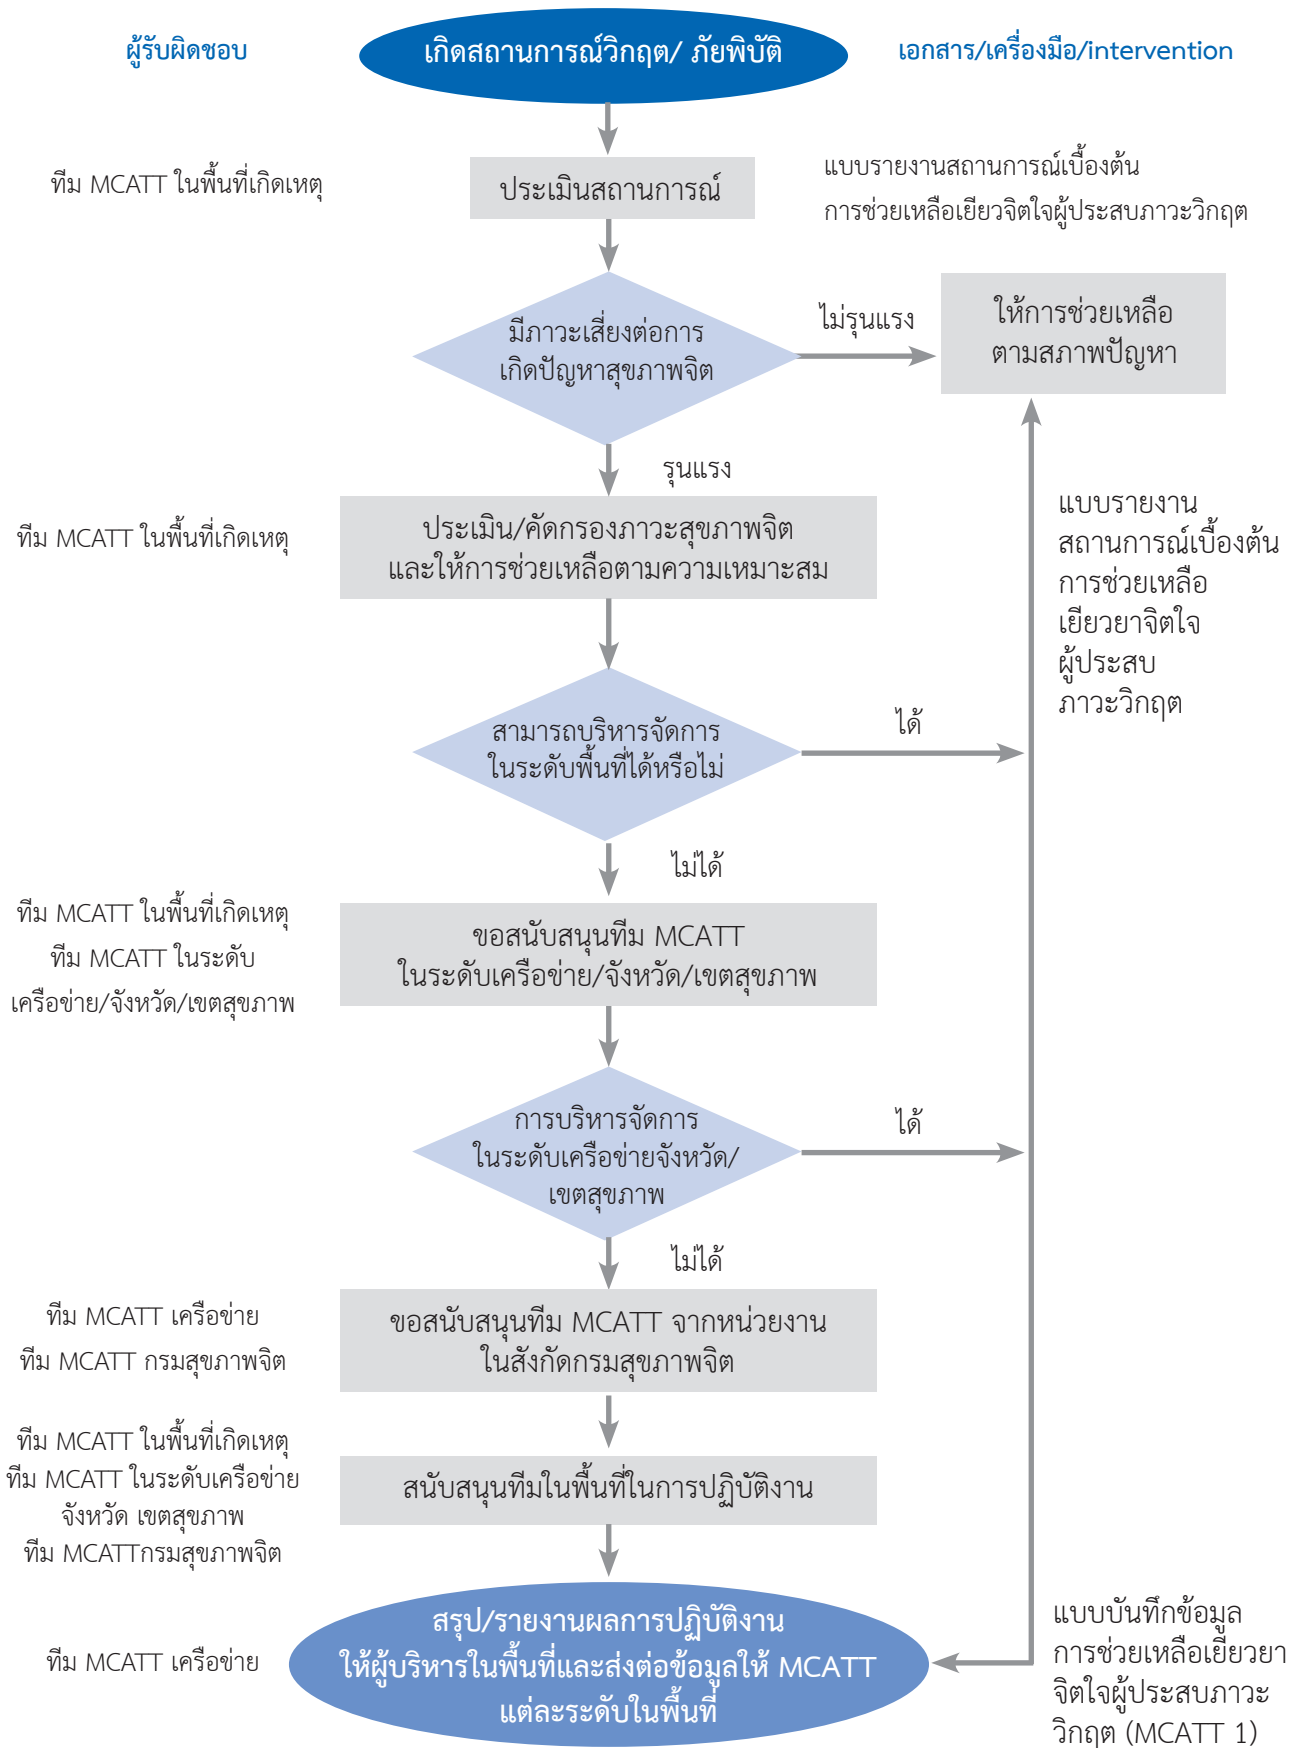 ผู้รับผิดชอบ
เกิดสถานการณ์วิกฤต/ ภัยพิบัติ
เอกสาร/เครื่องมือ/intervention
ทีม MCATT ในพื้นที่เกิดเหตุ
ประเมินสถานการณ์
แบบรายงานสถานการณ์เบื้องต้น
การช่วยเหลือเยียวจิตใจผู้ประสบภาวะวิกฤต
มีภาวะเสี่ยงต่อการ
เกิดปัญหาสุขภาพจิต
ไม่รุนแรง
ให้การช่วยเหลือ
ตามสภาพปัญหา
รุนแรง
ทีม MCATT ในพื้นที่เกิดเหตุ
ประเมิน/คัดกรองภาวะสุขภาพจิต
และให้การช่วยเหลือตามความเหมาะสม
แบบรายงาน
สถานการณ์เบื้องต้น
การช่วยเหลือ
เยียวยาจิตใจ
ผู้ประสบ
ภาวะวิกฤต
สามารถบริหารจัดการ
ในระดับพื้นที่ได้หรือไม่
ได้
ไม่ได้
ทีม MCATT ในพื้นที่เกิดเหตุ
ทีม MCATT ในระดับ
เครือข่าย/จังหวัด/เขตสุขภาพ
ขอสนับสนุนทีม MCATT
ในระดับเครือข่าย/จังหวัด/เขตสุขภาพ
การบริหารจัดการ
ในระดับเครือข่ายจังหวัด/
เขตสุขภาพ
ได้
ไม่ได้
ทีม MCATT เครือข่าย
ทีม MCATT กรมสุขภาพจิต
ขอสนับสนุนทีม MCATT จากหน่วยงาน
ในสังกัดกรมสุขภาพจิต
ทีม MCATT ในพื้นที่เกิดเหตุ
ทีม MCATT ในระดับเครือข่าย
จังหวัด เขตสุขภาพ
ทีม MCATTกรมสุขภาพจิต
สนับสนุนทีมในพื้นที่ในการปฏิบัติงาน
ทีม MCATT เครือข่าย
สรุป/รายงานผลการปฏิบัติงาน
ให้ผู้บริหารในพื้นที่และส่งต่อข้อมูลให้ MCATT
แต่ละระดับในพื้นที่
แบบบันทึกข้อมูล
การช่วยเหลือเยียวยา
จิตใจผู้ประสบภาวะ
วิกฤต (MCATT 1)